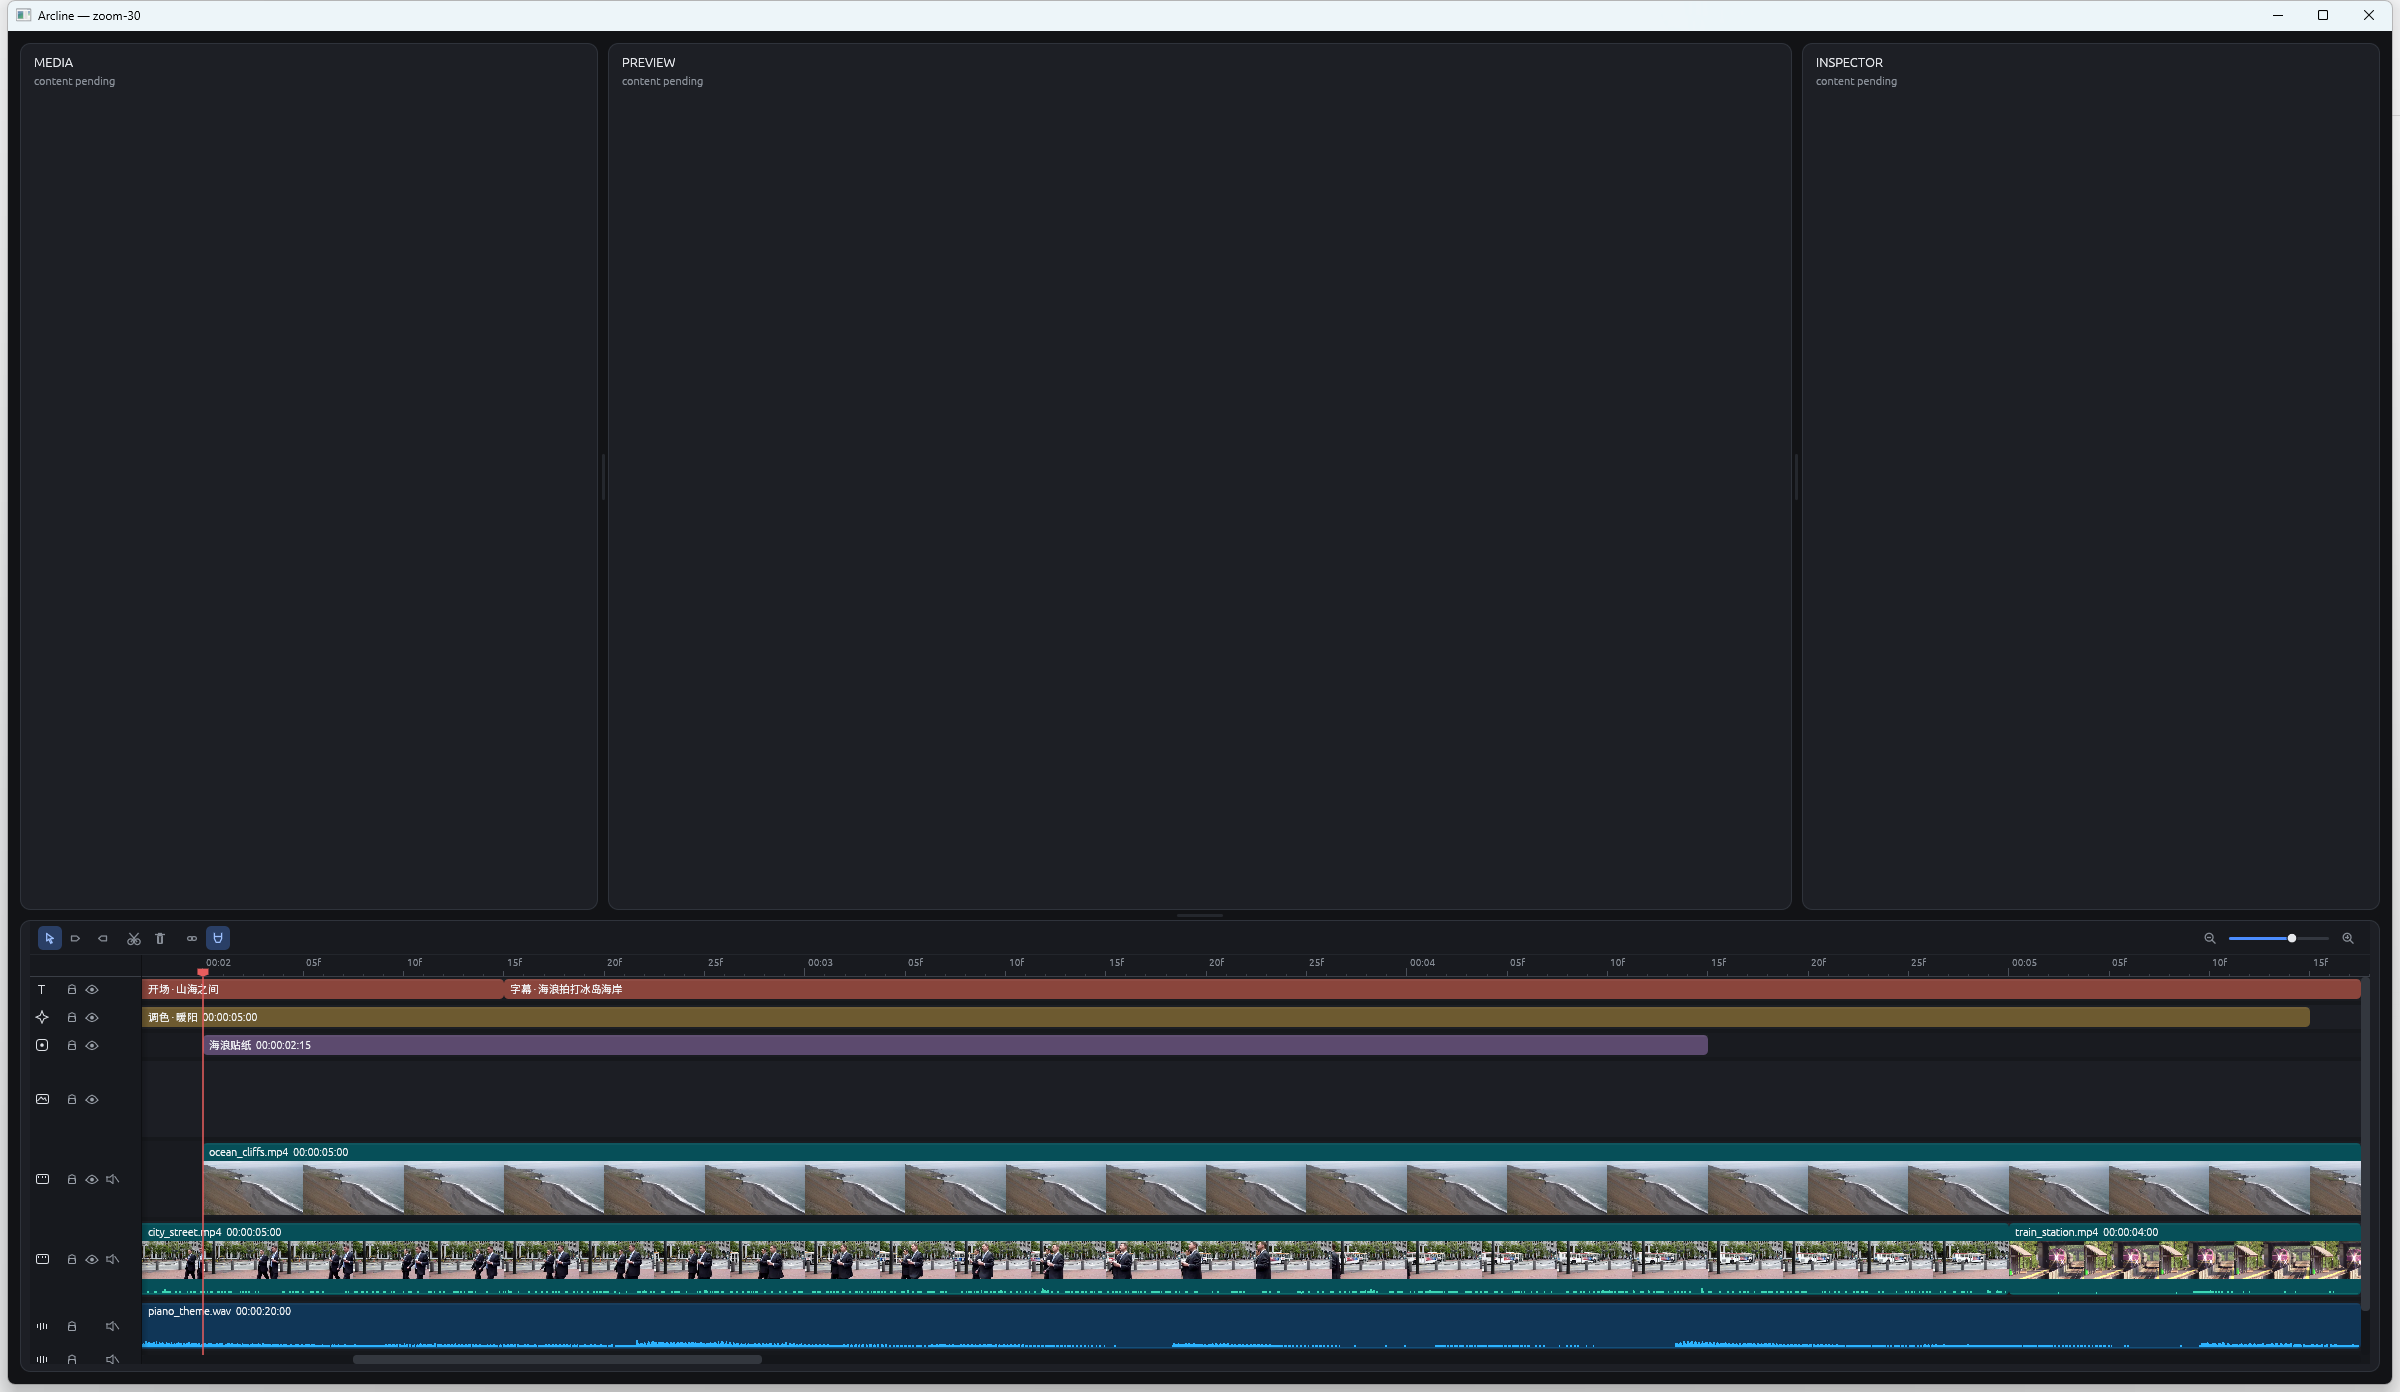 Arcline — zoom-30
MEDIA
content pending
PREVIEW
content pending
INSPECTOR
content pending
00:02 05f 10f 15f 20f 25f 00:03 05f 10f 15f 20f 25f 00:04 05f 10f 15f 20f 25f 00:05 05f 10f 15f
T
开场·山海之间 字幕·海浪拍打冰岛海岸
调色·暖阳 00:00:05:00
海浪贴纸 00:00:02:15
ocean_cliffs.mp4 00:00:05:00
city_street.mp4 00:00:05:00 train_station.mp4 00:00:04:00
piano_theme.wav 00:00:20:00